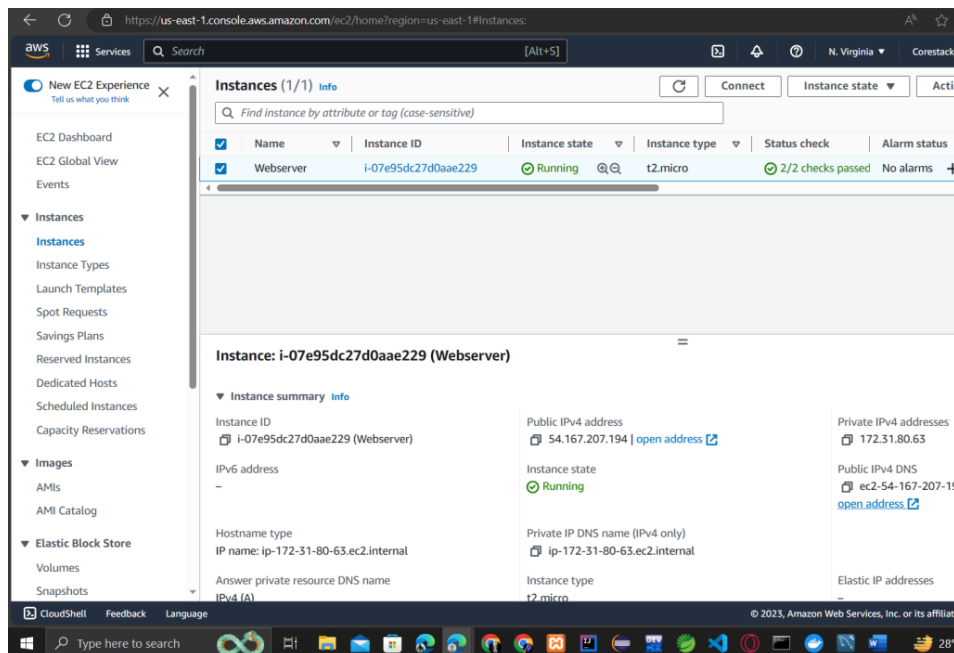 https://us-east-1.console.aws.amazon.com/ec2/home?region=us-east-1#Instances:
aws Services Search [Alt+S] N. Virginia Corestack
New EC2 Experience
Tell us what you think
EC2 Dashboard
EC2 Global View
Events
Instances
Instances
Instance Types
Launch Templates
Spot Requests
Savings Plans
Reserved Instances
Dedicated Hosts
Scheduled Instances
Capacity Reservations
Images
AMIs
AMI Catalog
Elastic Block Store
Volumes
Snapshots
Instances (1/1) Info
Connect Instance state Acti
Find instance by attribute or tag (case-sensitive)
Name Instance ID Instance state Instance type Status check Alarm status
Webserver i-07e95dc27d0aae229 Running t2.micro 2/2 checks passed No alarms +
Instance: i-07e95dc27d0aae229 (Webserver)
Instance summary Info
Instance ID
i-07e95dc27d0aae229 (Webserver)
Public IPv4 address
54.167.207.194 | open address
Private IPv4 addresses
172.31.80.63
IPv6 address
–
Instance state
Running
Public IPv4 DNS
ec2-54-167-207-19
open address
Hostname type
IP name: ip-172-31-80-63.ec2.internal
Private IP DNS name (IPv4 only)
ip-172-31-80-63.ec2.internal
Answer private resource DNS name
IPv4 (A)
Instance type
t2.micro
Elastic IP addresses
–
CloudShell Feedback Language © 2023, Amazon Web Services, Inc. or its affiliat
Type here to search 28°